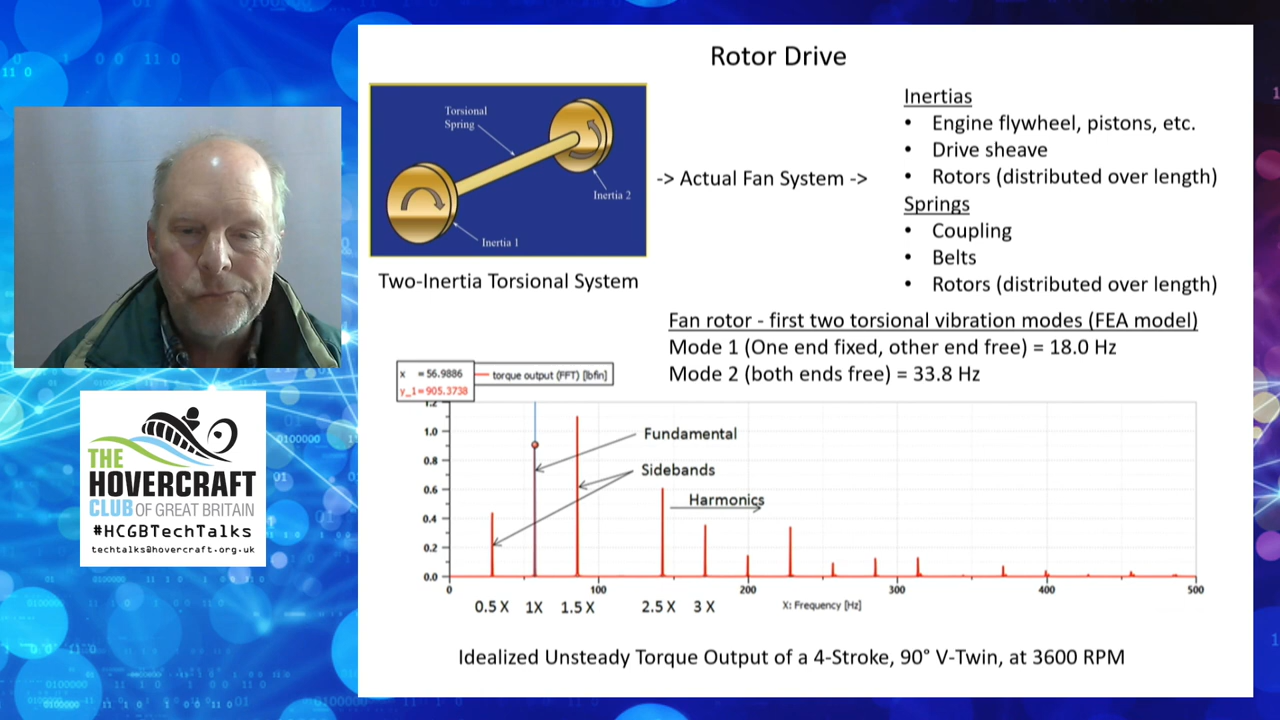 Rotor Drive
Torsional
Spring
Inertia 2
Inertia 1
Two-Inertia Torsional System
-> Actual Fan System ->
Inertias
• Engine flywheel, pistons, etc.
• Drive sheave
• Rotors (distributed over length)
Springs
• Coupling
• Belts
• Rotors (distributed over length)
Fan rotor - first two torsional vibration modes (FEA model)
Mode 1 (One end fixed, other end free) = 18.0 Hz
Mode 2 (both ends free) = 33.8 Hz
x =56.9886
y_1=905.3738
torque output (FFT) [lbfin]
1.2
1.0
0.8
0.6
0.4
0.2
0.0
Fundamental
Sidebands
Harmonics
0 100 200 300 400 500
0.5 X 1X 1.5 X 2.5 X 3 X
X: Frequency [Hz]
Idealized Unsteady Torque Output of a 4-Stroke, 90° V-Twin, at 3600 RPM
THE
HOVERCRAFT
CLUB OF GREAT BRITAIN
#HCGBTechTalks
techtalks@hovercraft.org.uk